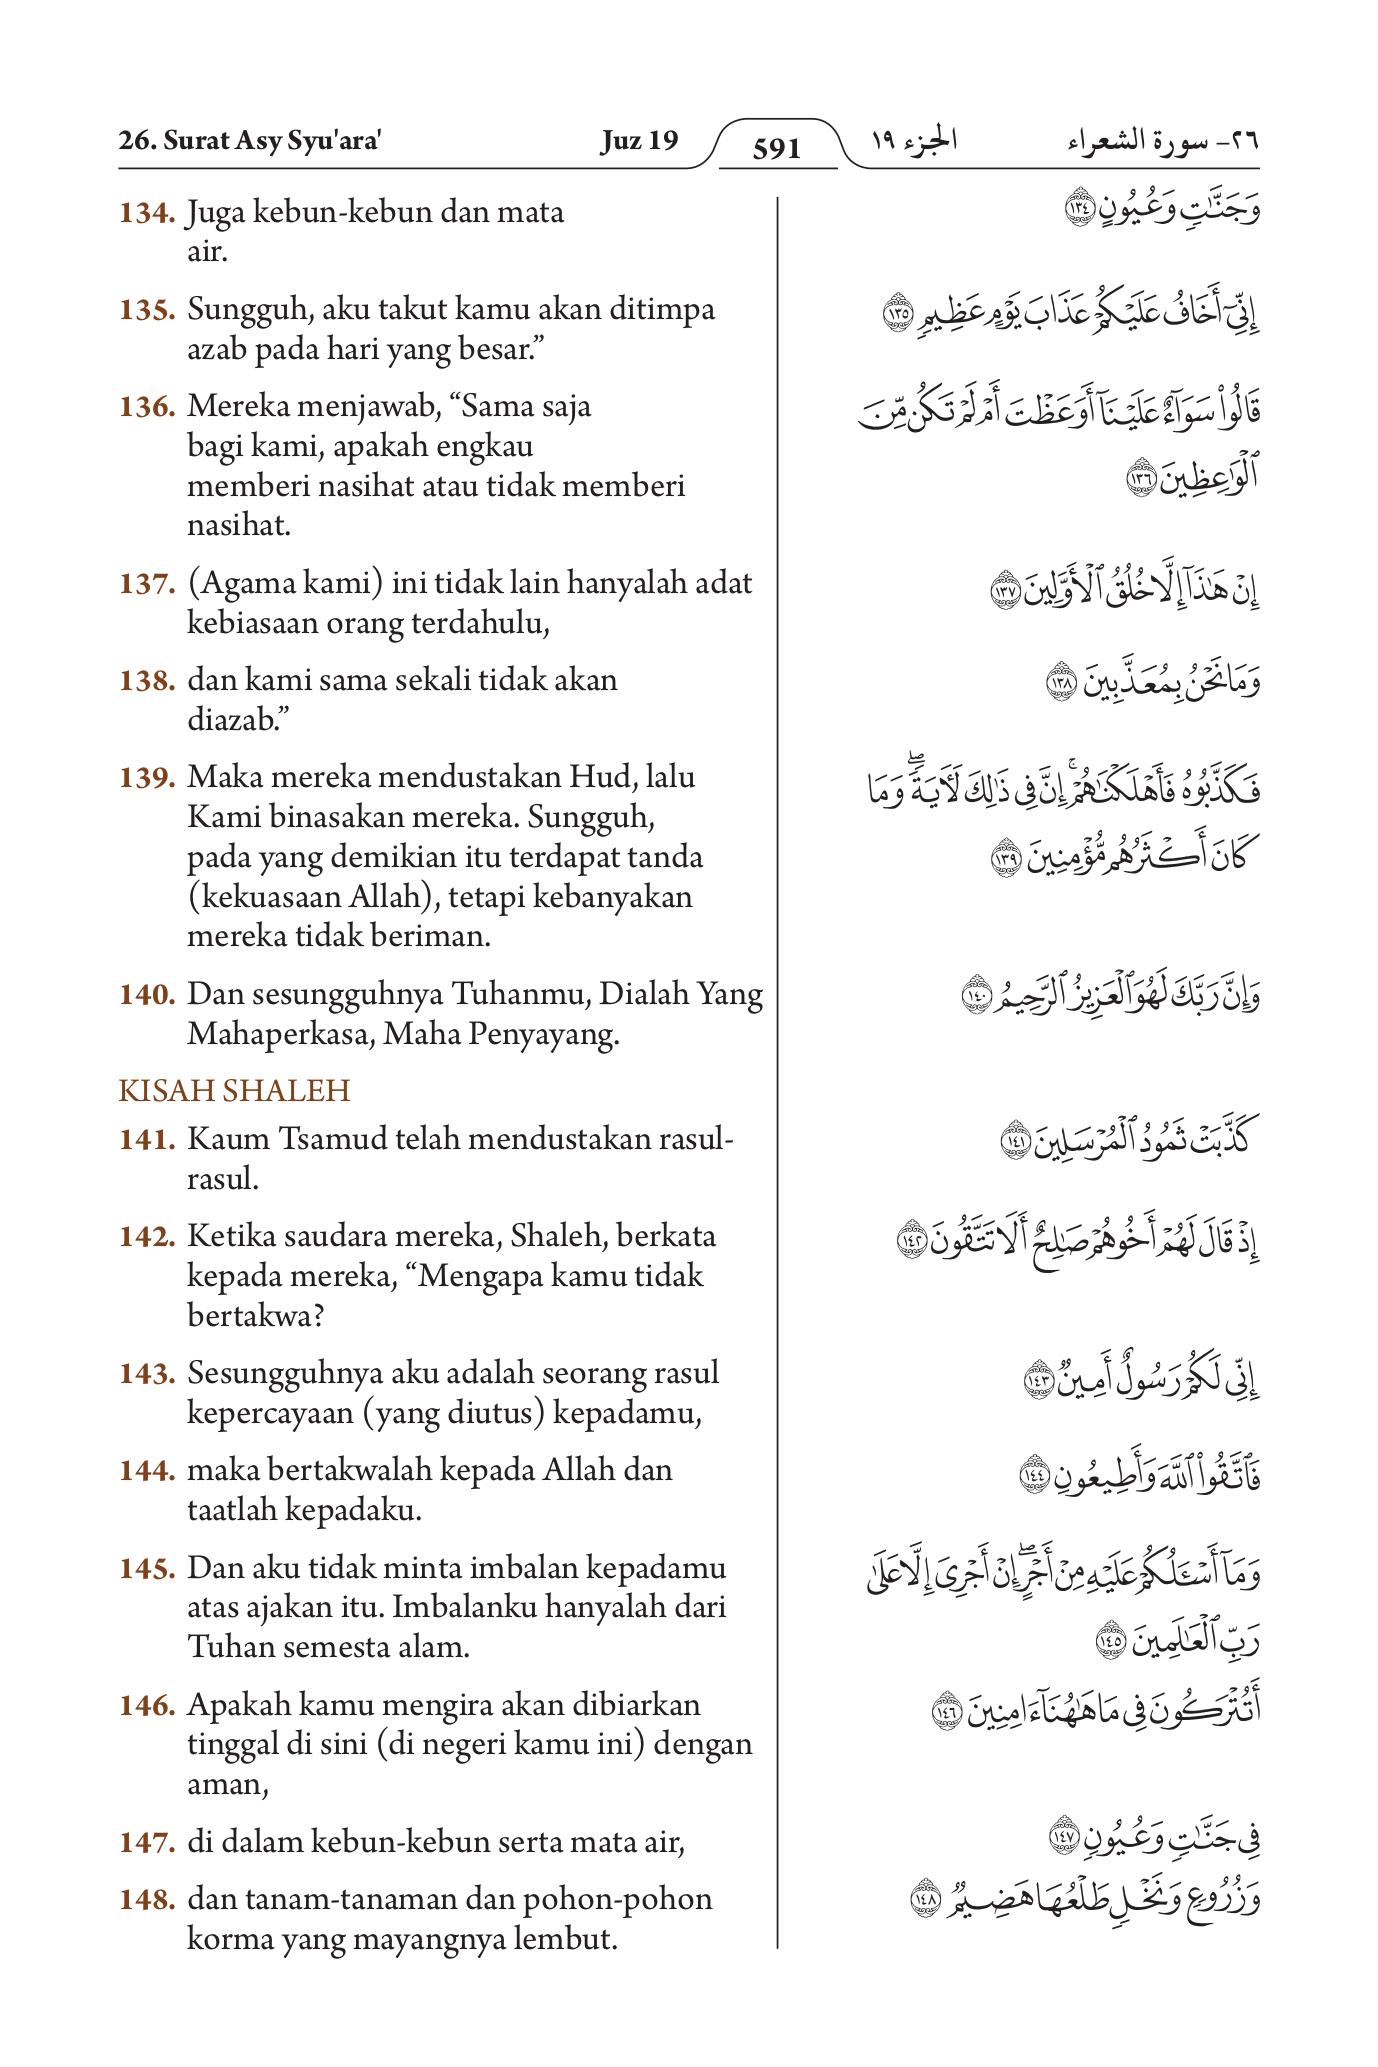 26. Surat Asy Syu'ara'
Juz 19
591
الجزء ١٩
٢٦- سورة الشعراء
134. Juga kebun-kebun dan mata
air.
135. Sungguh, aku takut kamu akan ditimpa
azab pada hari yang besar.”
136. Mereka menjawab, “Sama saja
bagi kami, apakah engkau
memberi nasihat atau tidak memberi
nasihat.
137. (Agama kami) ini tidak lain hanyalah adat
kebiasaan orang terdahulu,
138. dan kami sama sekali tidak akan
diazab.”
139. Maka mereka mendustakan Hud, lalu
Kami binasakan mereka. Sungguh,
pada yang demikian itu terdapat tanda
(kekuasaan Allah), tetapi kebanyakan
mereka tidak beriman.
140. Dan sesungguhnya Tuhanmu, Dialah Yang
Mahaperkasa, Maha Penyayang.
KISAH SHALEH
141. Kaum Tsamud telah mendustakan rasul-
rasul.
142. Ketika saudara mereka, Shaleh, berkata
kepada mereka, “Mengapa kamu tidak
bertakwa?
143. Sesungguhnya aku adalah seorang rasul
kepercayaan (yang diutus) kepadamu,
144. maka bertakwalah kepada Allah dan
taatlah kepadaku.
145. Dan aku tidak minta imbalan kepadamu
atas ajakan itu. Imbalanku hanyalah dari
Tuhan semesta alam.
146. Apakah kamu mengira akan dibiarkan
tinggal di sini (di negeri kamu ini) dengan
aman,
147. di dalam kebun-kebun serta mata air,
148. dan tanam-tanaman dan pohon-pohon
korma yang mayangnya lembut.
وَجَنَّٰتٖ وَعُيُونٍ ١٣٤
إِنِّيٓ أَخَافُ عَلَيۡكُمۡ عَذَابَ يَوۡمٍ عَظِيمٖ ١٣٥
قَالُواْ سَوَآءٌ عَلَيۡنَآ أَوَعَظۡتَ أَمۡ لَمۡ تَكُن مِّنَ
ٱلۡوَٰعِظِينَ ١٣٦
إِنۡ هَٰذَآ إِلَّا خُلُقُ ٱلۡأَوَّلِينَ ١٣٧
وَمَا نَحۡنُ بِمُعَذَّبِينَ ١٣٨
فَكَذَّبُوهُ فَأَهۡلَكۡنَٰهُمۡۚ إِنَّ فِي ذَٰلِكَ لَأٓيَةٗۖ وَمَا
كَانَ أَكۡثَرُهُم مُّؤۡمِنِينَ ١٣٩
وَإِنَّ رَبَّكَ لَهُوَ ٱلۡعَزِيزُ ٱلرَّحِيمُ ١٤٠
كَذَّبَتۡ ثَمُودُ ٱلۡمُرۡسَلِينَ ١٤١
إِذۡ قَالَ لَهُمۡ أَخُوهُمۡ صَٰلِحٌ أَلَا تَتَّقُونَ ١٤٢
إِنِّي لَكُمۡ رَسُولٌ أَمِينٞ ١٤٣
فَٱتَّقُواْ ٱللَّهَ وَأَطِيعُونِ ١٤٤
وَمَآ أَسۡـَٔلُكُمۡ عَلَيۡهِ مِنۡ أَجۡرٍۖ إِنۡ أَجۡرِيَ إِلَّا عَلَىٰ
رَبِّ ٱلۡعَٰلَمِينَ ١٤٥
أَتُتۡرَكُونَ فِي مَا هَٰهُنَآ ءَامِنِينَ ١٤٦
فِي جَنَّٰتٖ وَعُيُونٖ ١٤٧
وَزُرُوعٖ وَنَخۡلٖ طَلۡعُهَا هَضِيمٞ ١٤٨